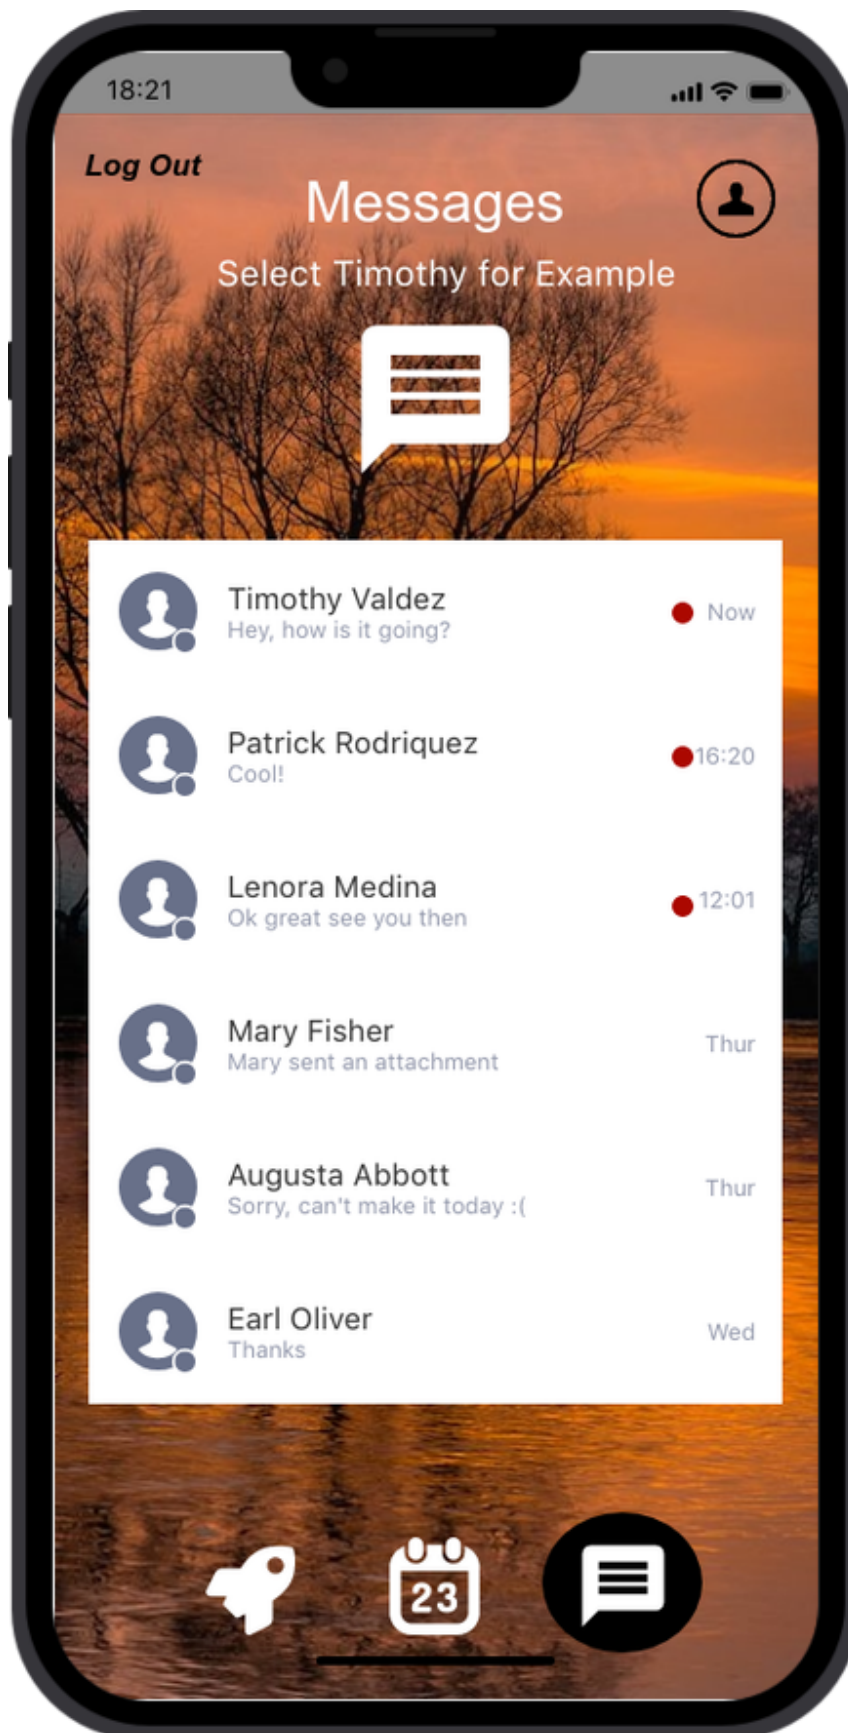 18:21
Log Out
Messages
Select Timothy for Example
Timothy Valdez
Hey, how is it going?
Now
Patrick Rodriquez
Cool!
16:20
Lenora Medina
Ok great see you then
12:01
Mary Fisher
Mary sent an attachment
Thur
Augusta Abbott
Sorry, can't make it today :(
Thur
Earl Oliver
Thanks
Wed
23